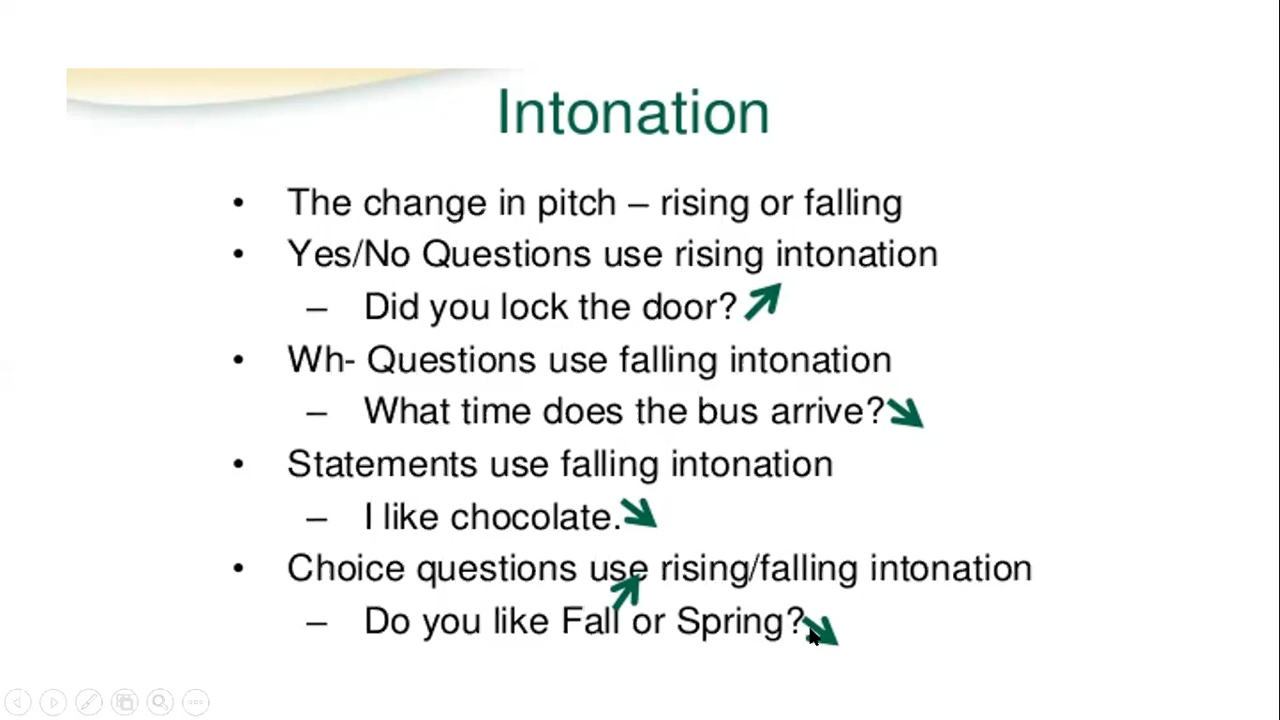 Intonation
• The change in pitch – rising or falling
• Yes/No Questions use rising intonation
– Did you lock the door?
• Wh- Questions use falling intonation
– What time does the bus arrive?
• Statements use falling intonation
– I like chocolate.
• Choice questions use rising/falling intonation
– Do you like Fall or Spring?